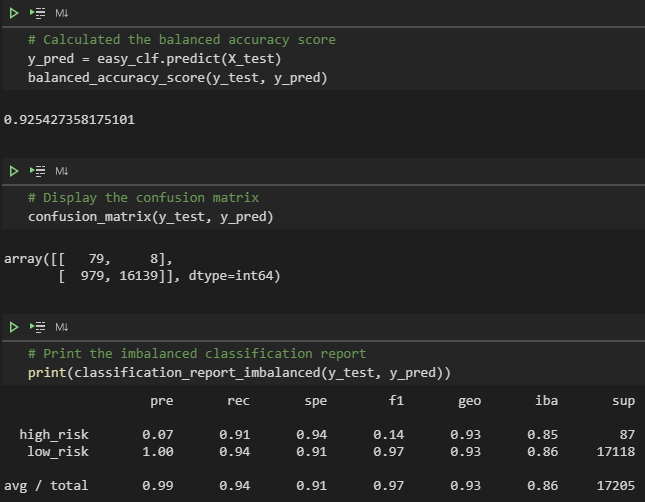 M↓
# Calculated the balanced accuracy score
y_pred = easy_clf.predict(X_test)
balanced_accuracy_score(y_test, y_pred)
0.925427358175101
M↓
# Display the confusion matrix
confusion_matrix(y_test, y_pred)
array([[   79,     8],
       [  979, 16139]], dtype=int64)
M↓
# Print the imbalanced classification report
print(classification_report_imbalanced(y_test, y_pred))
                   pre       rec       spe        f1       geo       iba       sup
  high_risk       0.07      0.91      0.94      0.14      0.93      0.85        87
   low_risk       1.00      0.94      0.91      0.97      0.93      0.86     17118
avg / total       0.99      0.94      0.91      0.97      0.93      0.86     17205